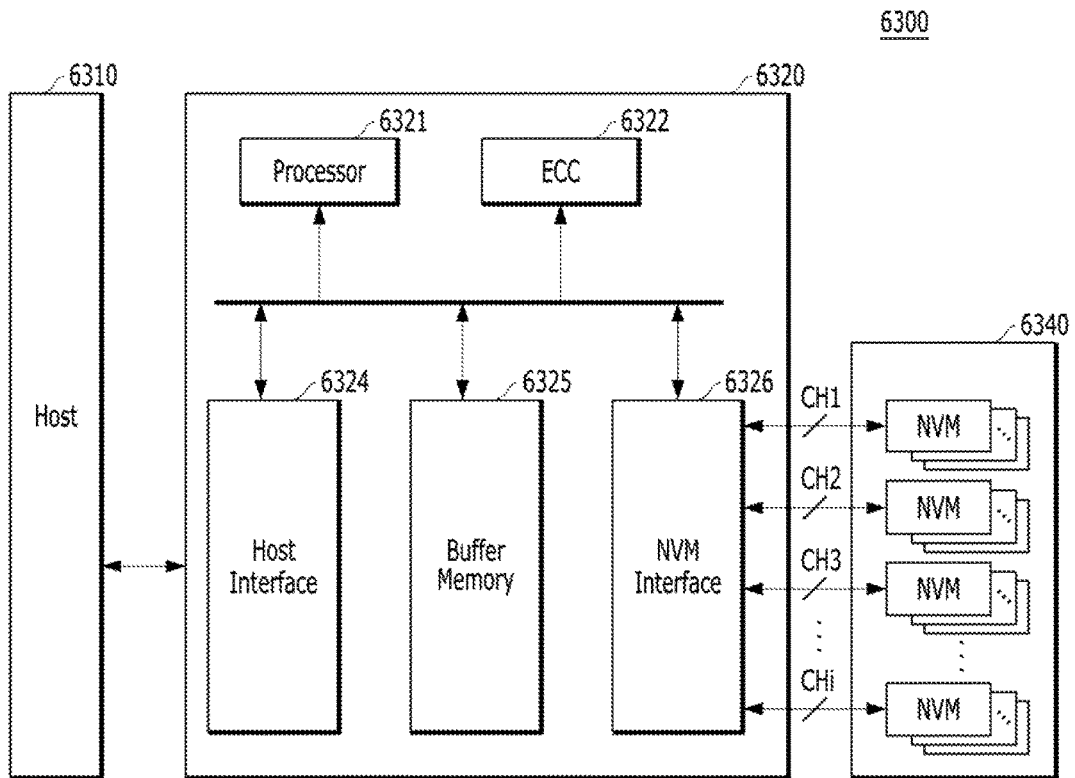 6300
6310
6320
6321
6322
Processor
ECC
6340
6324
6325
6326
CH1
Host
NVM
CH2
NVM
Host
Interface
Buffer
Memory
NVM
Interface
CH3
NVM
CHi
NVM